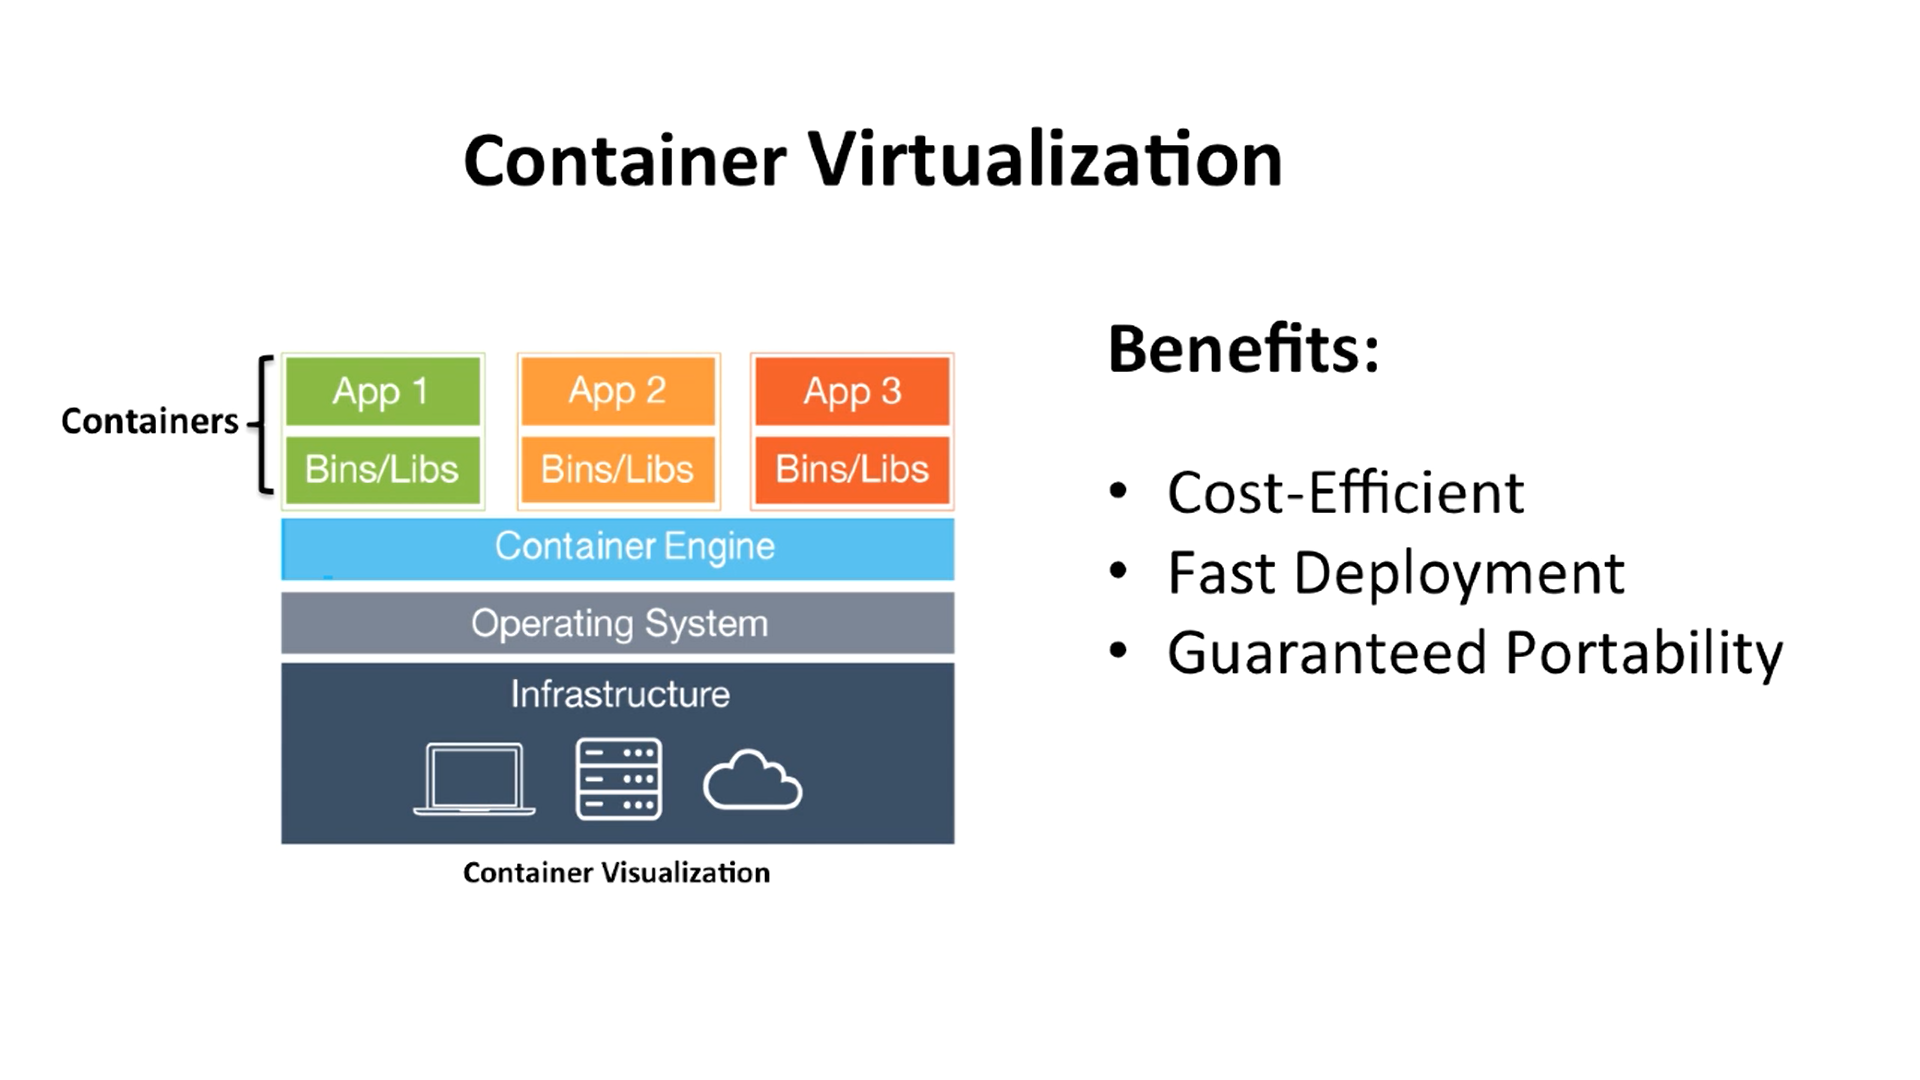 Container Virtualization
Containers
App 1
App 2
App 3
Bins/Libs
Bins/Libs
Bins/Libs
Container Engine
Operating System
Infrastructure
Container Visualization
Benefits:
• Cost-Efficient
• Fast Deployment
• Guaranteed Portability